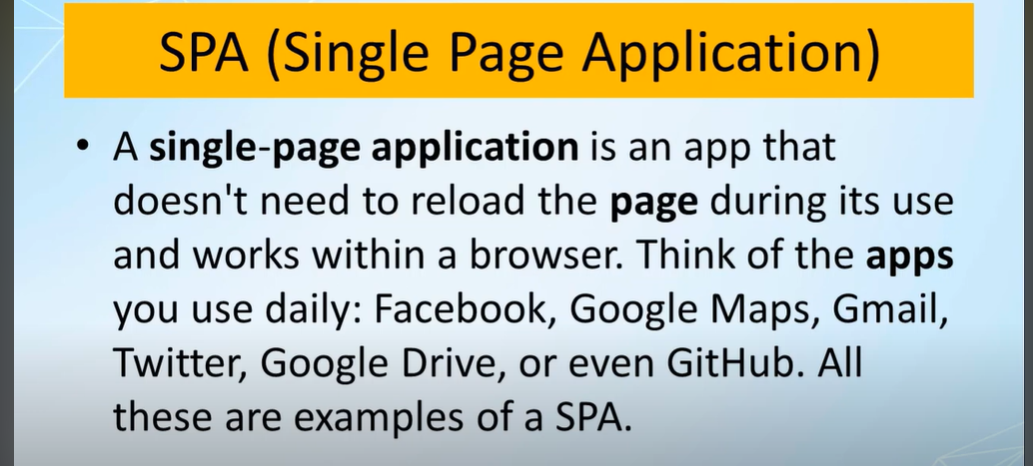 SPA (Single Page Application)
• A single-page application is an app that
doesn't need to reload the page during its use
and works within a browser. Think of the apps
you use daily: Facebook, Google Maps, Gmail,
Twitter, Google Drive, or even GitHub. All
these are examples of a SPA.